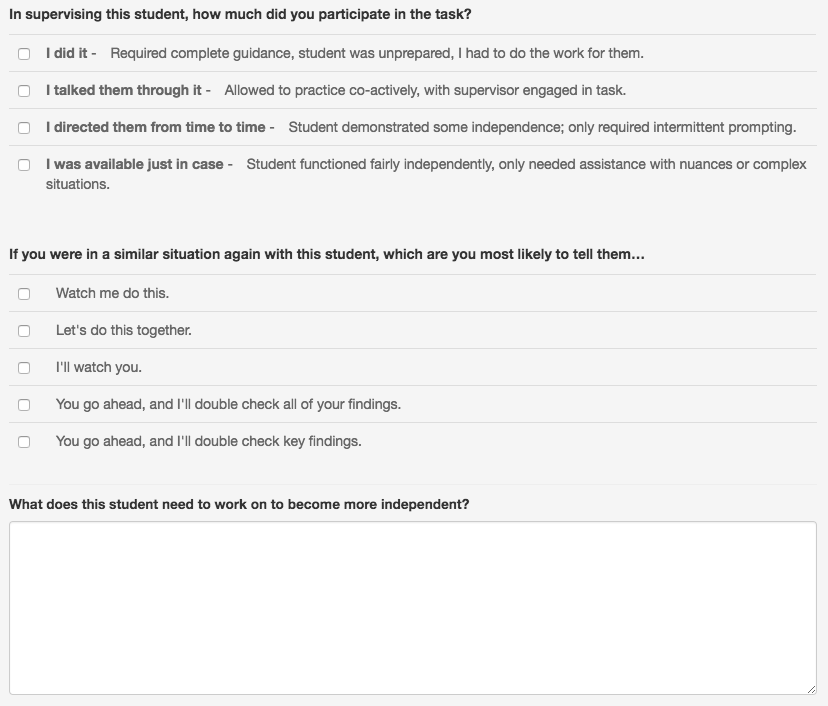 In supervising this student, how much did you participate in the task?
I did it - Required complete guidance, student was unprepared, I had to do the work for them.
I talked them through it - Allowed to practice co-actively, with supervisor engaged in task.
I directed them from time to time - Student demonstrated some independence; only required intermittent prompting.
I was available just in case - Student functioned fairly independently, only needed assistance with nuances or complex
situations.
If you were in a similar situation again with this student, which are you most likely to tell them...
Watch me do this.
Let's do this together.
I'll watch you.
You go ahead, and I'll double check all of your findings.
You go ahead, and I'll double check key findings.
What does this student need to work on to become more independent?